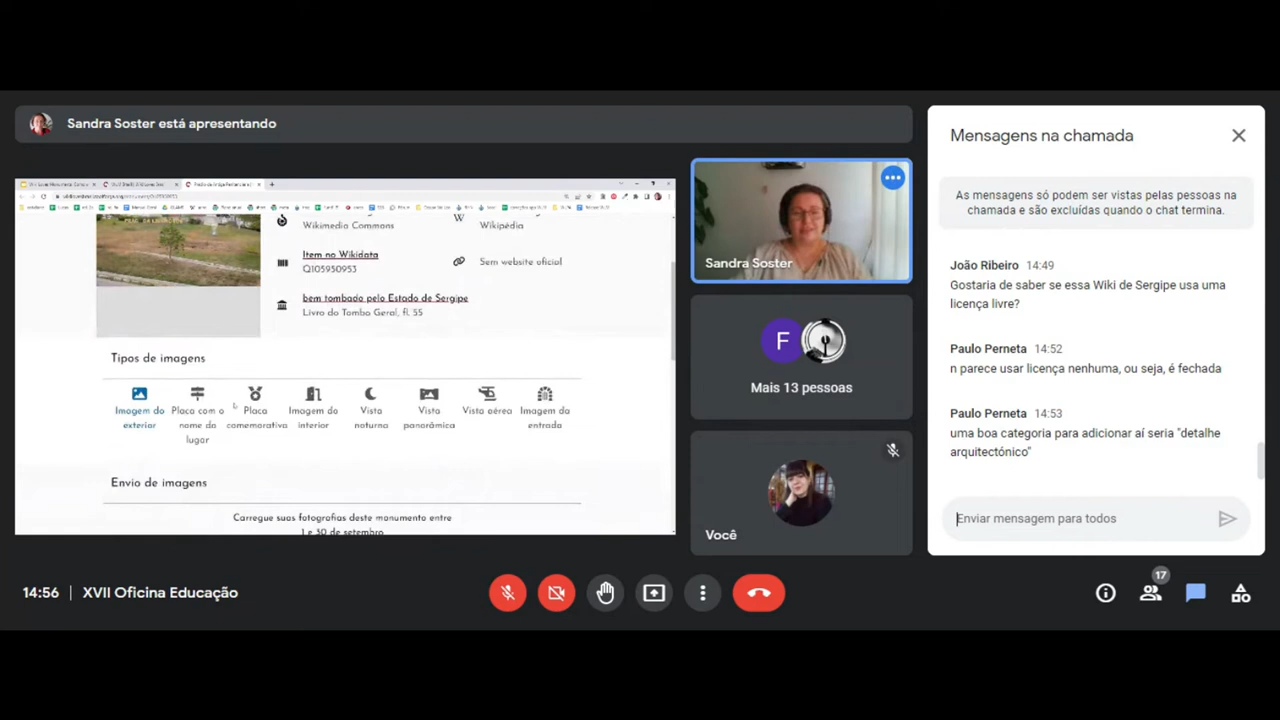 Sandra Soster está apresentando
Wikimedia Commons
Wikipédia
Item no Wikidata
Q105950953
Sem website oficial
bem tombado pelo Estado de Sergipe
Livro do Tombo Geral, fl. 55
Tipos de imagens
Imagem do
exterior
Placa com o
nome do
lugar
Placa
comemorativa
Imagem do
interior
Vista
noturna
Vista
panorâmica
Vista aérea
Imagem da
entrada
Envio de imagens
Carregue suas fotografias deste monumento entre
1 e 30 de setembro
Sandra Soster
F
Mais 13 pessoas
Você
Mensagens na chamada
As mensagens só podem ser vistas pelas pessoas na
chamada e são excluídas quando o chat termina.
João Ribeiro 14:49
Gostaria de saber se essa Wiki de Sergipe usa uma
licença livre?
Paulo Perneta 14:52
n parece usar licença nenhuma, ou seja, é fechada
Paulo Perneta 14:53
uma boa categoria para adicionar aí seria "detalhe
arquitectónico"
Enviar mensagem para todos
14:56 | XVII Oficina Educação
17